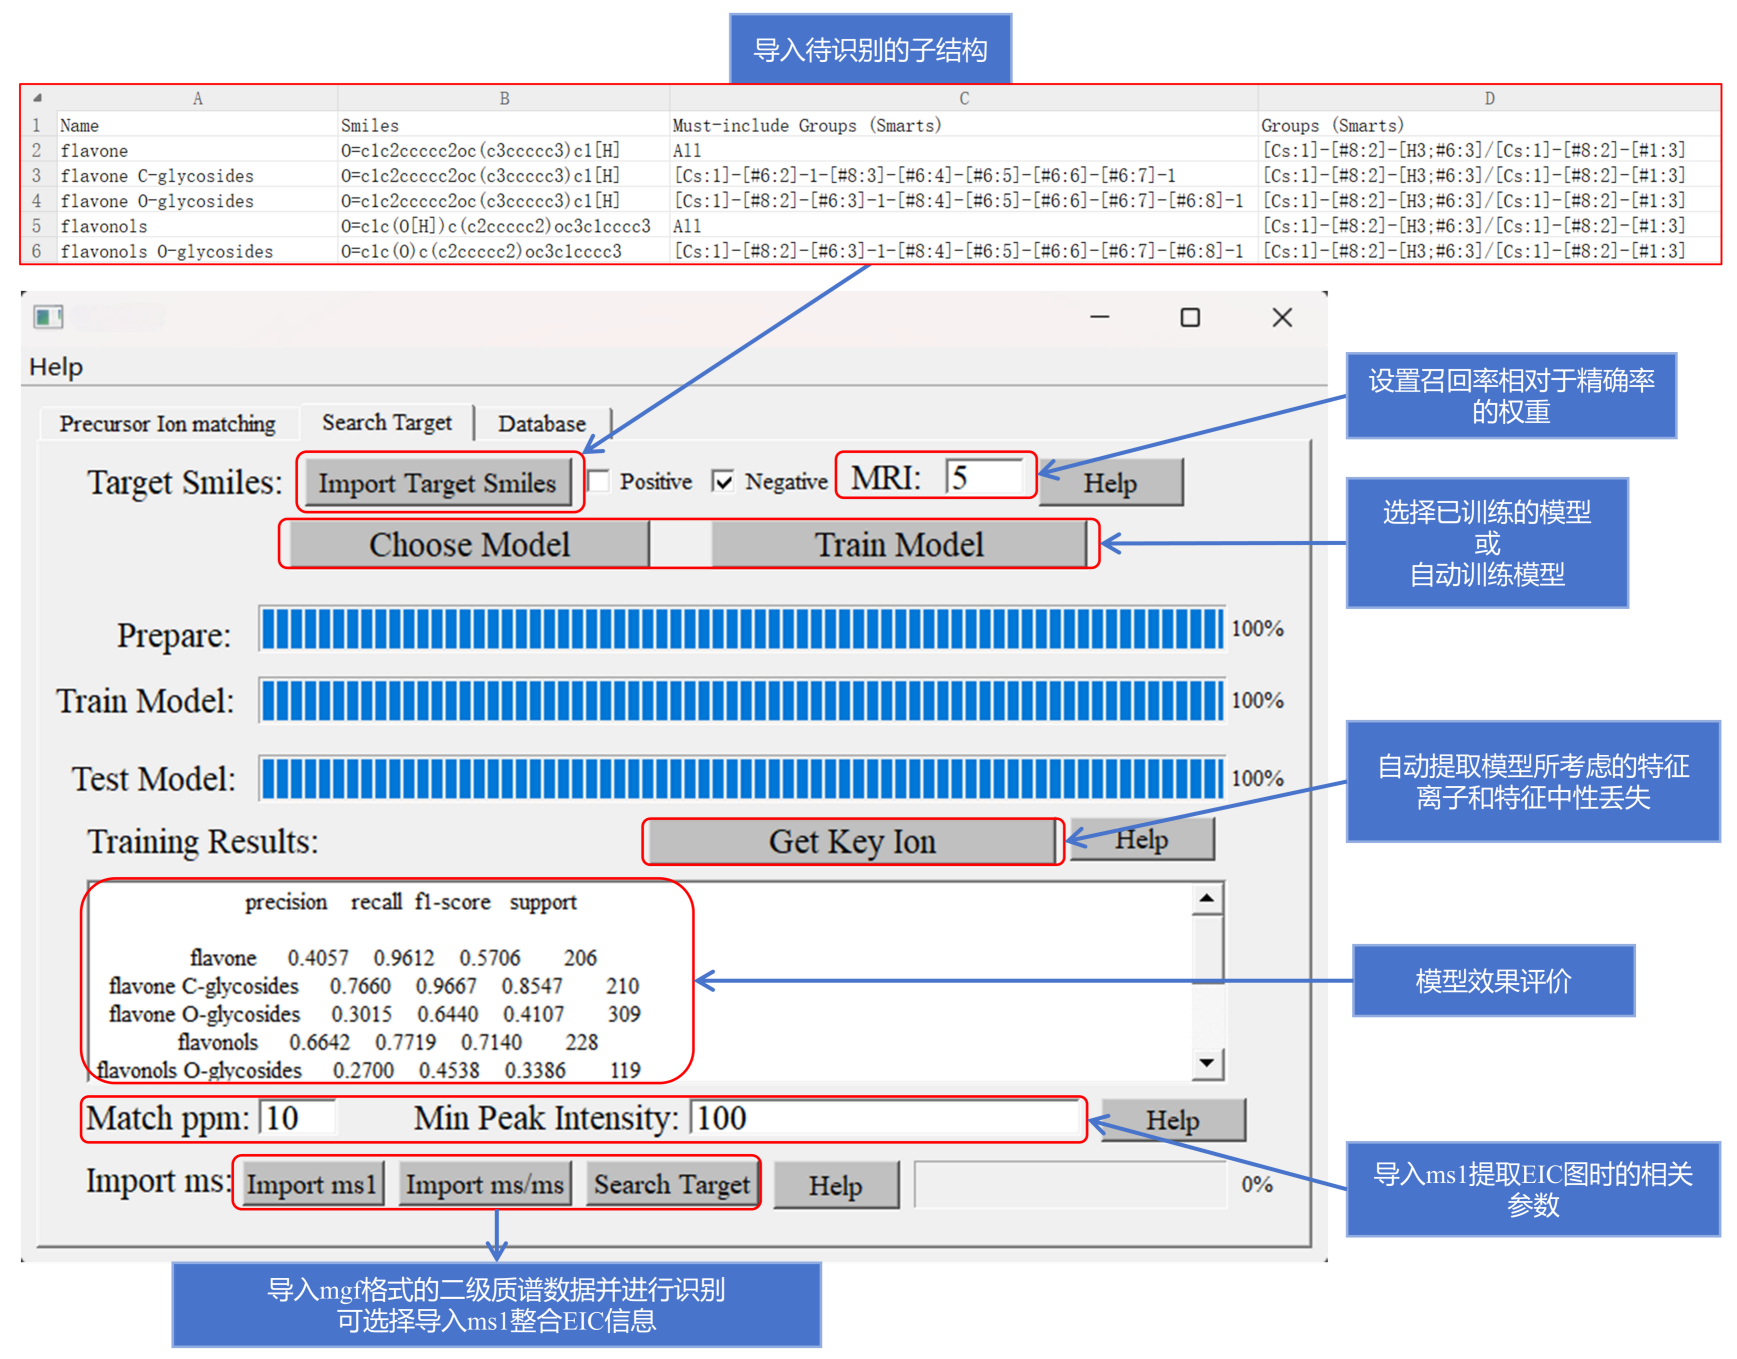 导入待识别的子结构
A B C D
1 Name Smiles Must-include Groups (Smarts) Groups (Smarts)
2 flavone O=c1c2ccccc2oc(c3ccccc3)c1[H] All [Cs:1]-[#8:2]-[H3;#6:3]/[Cs:1]-[#8:2]-[#1:3]
3 flavone C-glycosides O=c1c2ccccc2oc(c3ccccc3)c1[H] [Cs:1]-[#6:2]-1-[#8:3]-[#6:4]-[#6:5]-[#6:6]-[#6:7]-1 [Cs:1]-[#8:2]-[H3;#6:3]/[Cs:1]-[#8:2]-[#1:3]
4 flavone O-glycosides O=c1c2ccccc2oc(c3ccccc3)c1[H] [Cs:1]-[#8:2]-[#6:3]-1-[#8:4]-[#6:5]-[#6:6]-[#6:7]-[#6:8]-1 [Cs:1]-[#8:2]-[H3;#6:3]/[Cs:1]-[#8:2]-[#1:3]
5 flavonols O=c1c(O[H])c(c2ccccc2)oc3c1cccc3 All [Cs:1]-[#8:2]-[H3;#6:3]/[Cs:1]-[#8:2]-[#1:3]
6 flavonols O-glycosides O=c1c(O)c(c2ccccc2)oc3c1cccc3 [Cs:1]-[#8:2]-[#6:3]-1-[#8:4]-[#6:5]-[#6:6]-[#6:7]-[#6:8]-1 [Cs:1]-[#8:2]-[H3;#6:3]/[Cs:1]-[#8:2]-[#1:3]
Help
设置召回率相对于精确率
的权重
Precursor Ion matching Search Target Database
Target Smiles: Import Target Smiles Positive Negative MRI: 5 Help
Choose Model Train Model
选择已训练的模型
或
自动训练模型
Prepare: 100%
Train Model: 100%
Test Model: 100%
自动提取模型所考虑的特征
离子和特征中性丢失
Training Results: Get Key Ion Help
precision recall f1-score support
flavone 0.4057 0.9612 0.5706 206
flavone C-glycosides 0.7660 0.9667 0.8547 210
flavone O-glycosides 0.3015 0.6440 0.4107 309
flavonols 0.6642 0.7719 0.7140 228
flavonols O-glycosides 0.2700 0.4538 0.3386 119
模型效果评价
Match ppm: 10 Min Peak Intensity: 100 Help
Import ms: Import ms1 Import ms/ms Search Target Help 0%
导入ms1提取EIC图时的相关
参数
导入mgf格式的二级质谱数据并进行识别
可选择导入ms1整合EIC信息